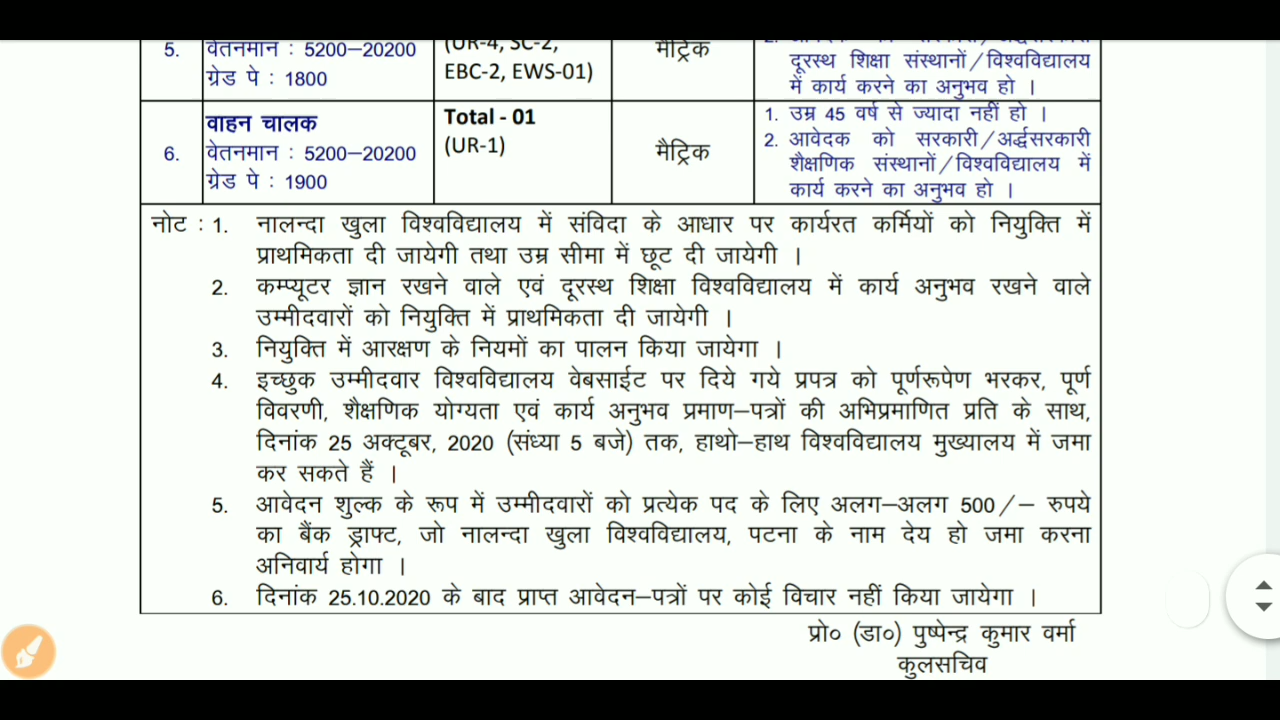 5.
वेतनमान : 5200–20200
ग्रेड पे : 1800
(UR-4, SC-2,
EBC-2, EWS-01)
मैट्रिक
दूरस्थ शिक्षा संस्थानों/विश्वविद्यालय
में कार्य करने का अनुभव हो ।
6.
वाहन चालक
वेतनमान : 5200–20200
ग्रेड पे : 1900
Total - 01
(UR-1)
मैट्रिक
1. उम्र 45 वर्ष से ज्यादा नहीं हो ।
2. आवेदक को सरकारी/अर्द्धसरकारी
शैक्षणिक संस्थानों/विश्वविद्यालय में
कार्य करने का अनुभव हो ।
नोट : 1. नालन्दा खुला विश्वविद्यालय में संविदा के आधार पर कार्यरत कर्मियों को नियुक्ति में
प्राथमिकता दी जायेगी तथा उम्र सीमा में छूट दी जायेगी ।
2. कम्प्यूटर ज्ञान रखने वाले एवं दूरस्थ शिक्षा विश्वविद्यालय में कार्य अनुभव रखने वाले
उम्मीदवारों को नियुक्ति में प्राथमिकता दी जायेगी ।
3. नियुक्ति में आरक्षण के नियमों का पालन किया जायेगा ।
4. इच्छुक उम्मीदवार विश्वविद्यालय वेबसाईट पर दिये गये प्रपत्र को पूर्णरूपेण भरकर, पूर्ण
विवरणी, शैक्षणिक योग्यता एवं कार्य अनुभव प्रमाण–पत्रों की अभिप्रमाणित प्रति के साथ,
दिनांक 25 अक्टूबर, 2020 (संध्या 5 बजे) तक, हाथो–हाथ विश्वविद्यालय मुख्यालय में जमा
कर सकते हैं ।
5. आवेदन शुल्क के रूप में उम्मीदवारों को प्रत्येक पद के लिए अलग–अलग 500/– रुपये
का बैंक ड्राफ्ट, जो नालन्दा खुला विश्वविद्यालय, पटना के नाम देय हो जमा करना
अनिवार्य होगा ।
6. दिनांक 25.10.2020 के बाद प्राप्त आवेदन–पत्रों पर कोई विचार नहीं किया जायेगा ।
प्रो० (डा०) पुष्पेन्द्र कुमार वर्मा
कुलसचिव